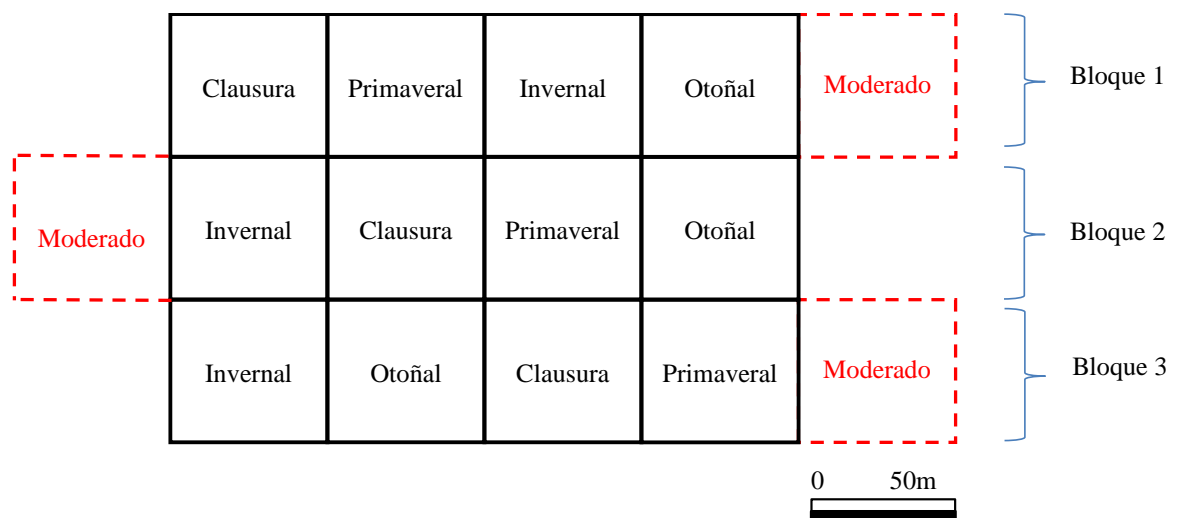 Clausura Primaveral Invernal Otoñal Moderado Bloque 1
Moderado Invernal Clausura Primaveral Otoñal Bloque 2
Invernal Otoñal Clausura Primaveral Moderado Bloque 3
0 50m